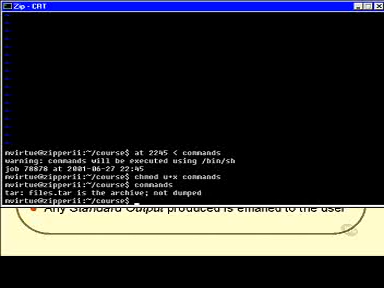 Zip - CRT
mvirtue@zipperii:~/course$ at 2245 < commands
warning: commands will be executed using /bin/sh
job 78878 at 2001-06-27 22:45
mvirtue@zipperii:~/course$ chmod u+x commands
mvirtue@zipperii:~/course$ commands
tar: files.tar is the archive; not dumped
mvirtue@zipperii:~/course$
Any Standard Output produced is emailed to the user